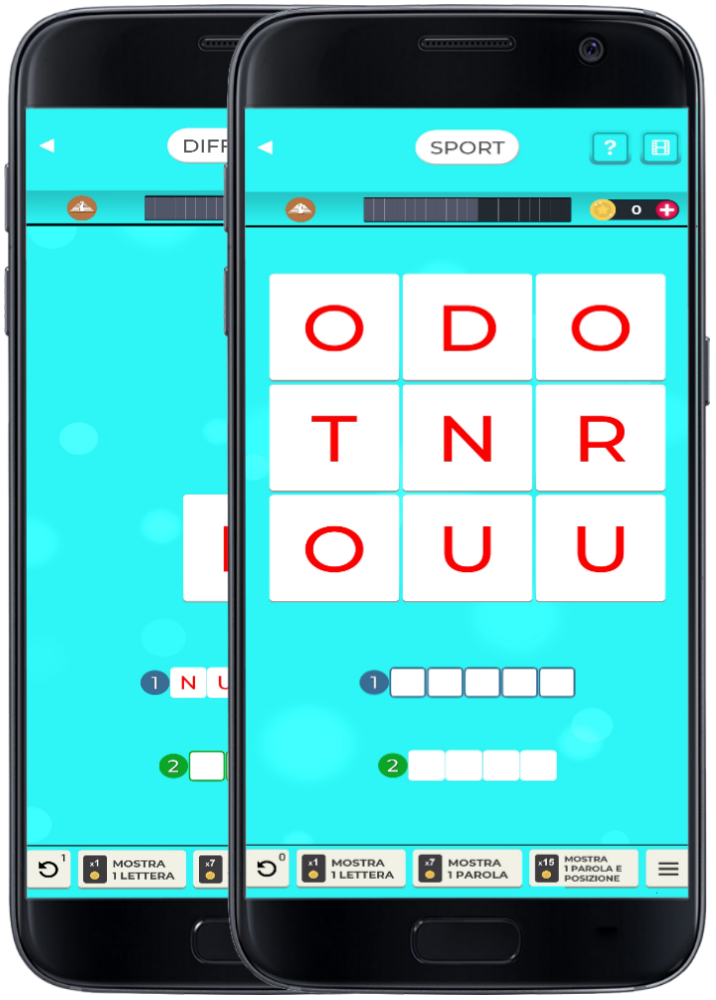 DIFF
SPORT
?
0
O D O
T N R
O U U
1 N U
1
2
2
1
x1 MOSTRA
1 LETTERA
x7
0
x1 MOSTRA
1 LETTERA
x7 MOSTRA
1 PAROLA
x15 MOSTRA
1 PAROLA E
POSIZIONE